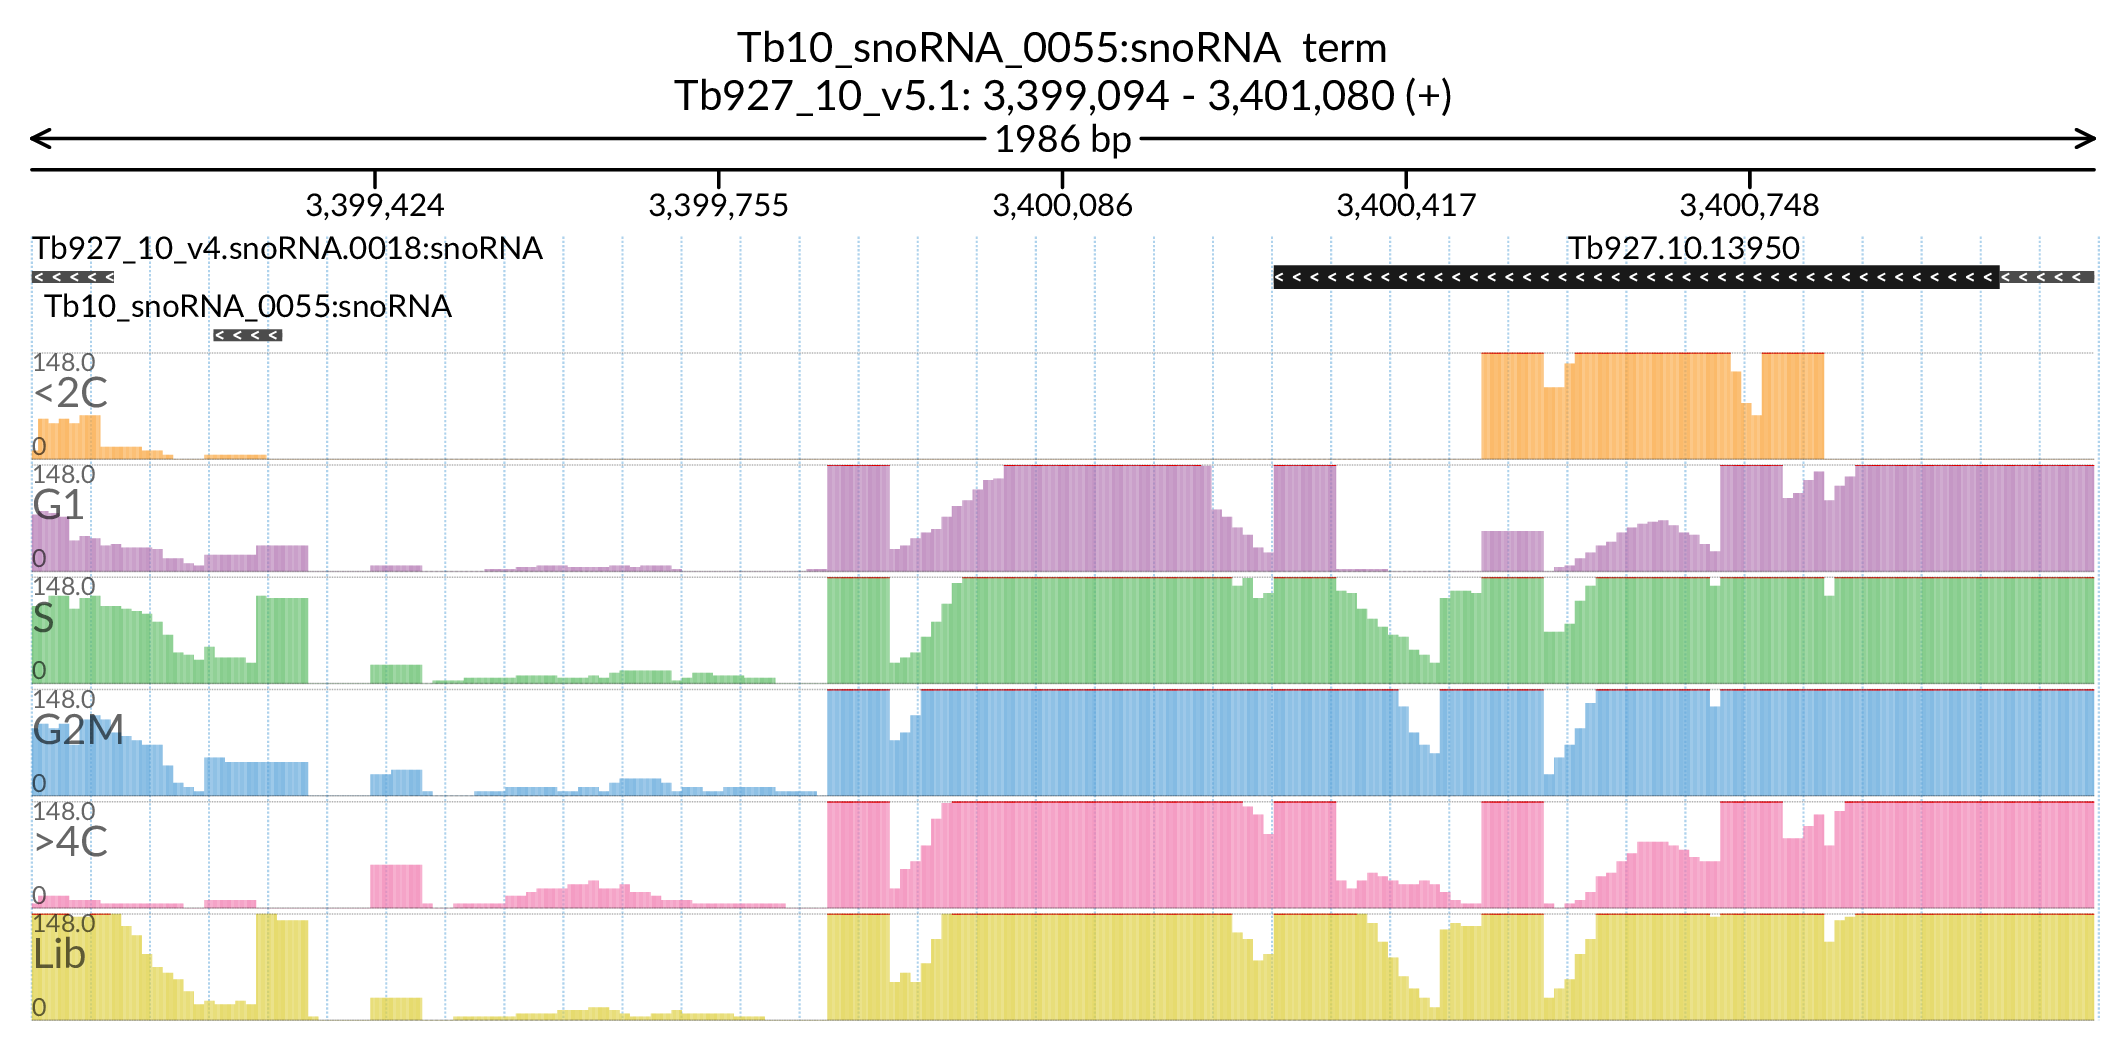 Tb10_snoRNA_0055:snoRNA term
Tb927_10_v5.1: 3,399,094 - 3,401,080 (+)
1986 bp
3,399,424 3,399,755 3,400,086 3,400,417 3,400,748
Tb927_10_v4.snoRNA.0018:snoRNA Tb927.10.13950
Tb10_snoRNA_0055:snoRNA
148.0
<2C
0
148.0
G1
0
148.0
S
0
148.0
G2M
0
148.0
>4C
0
148.0
Lib
0